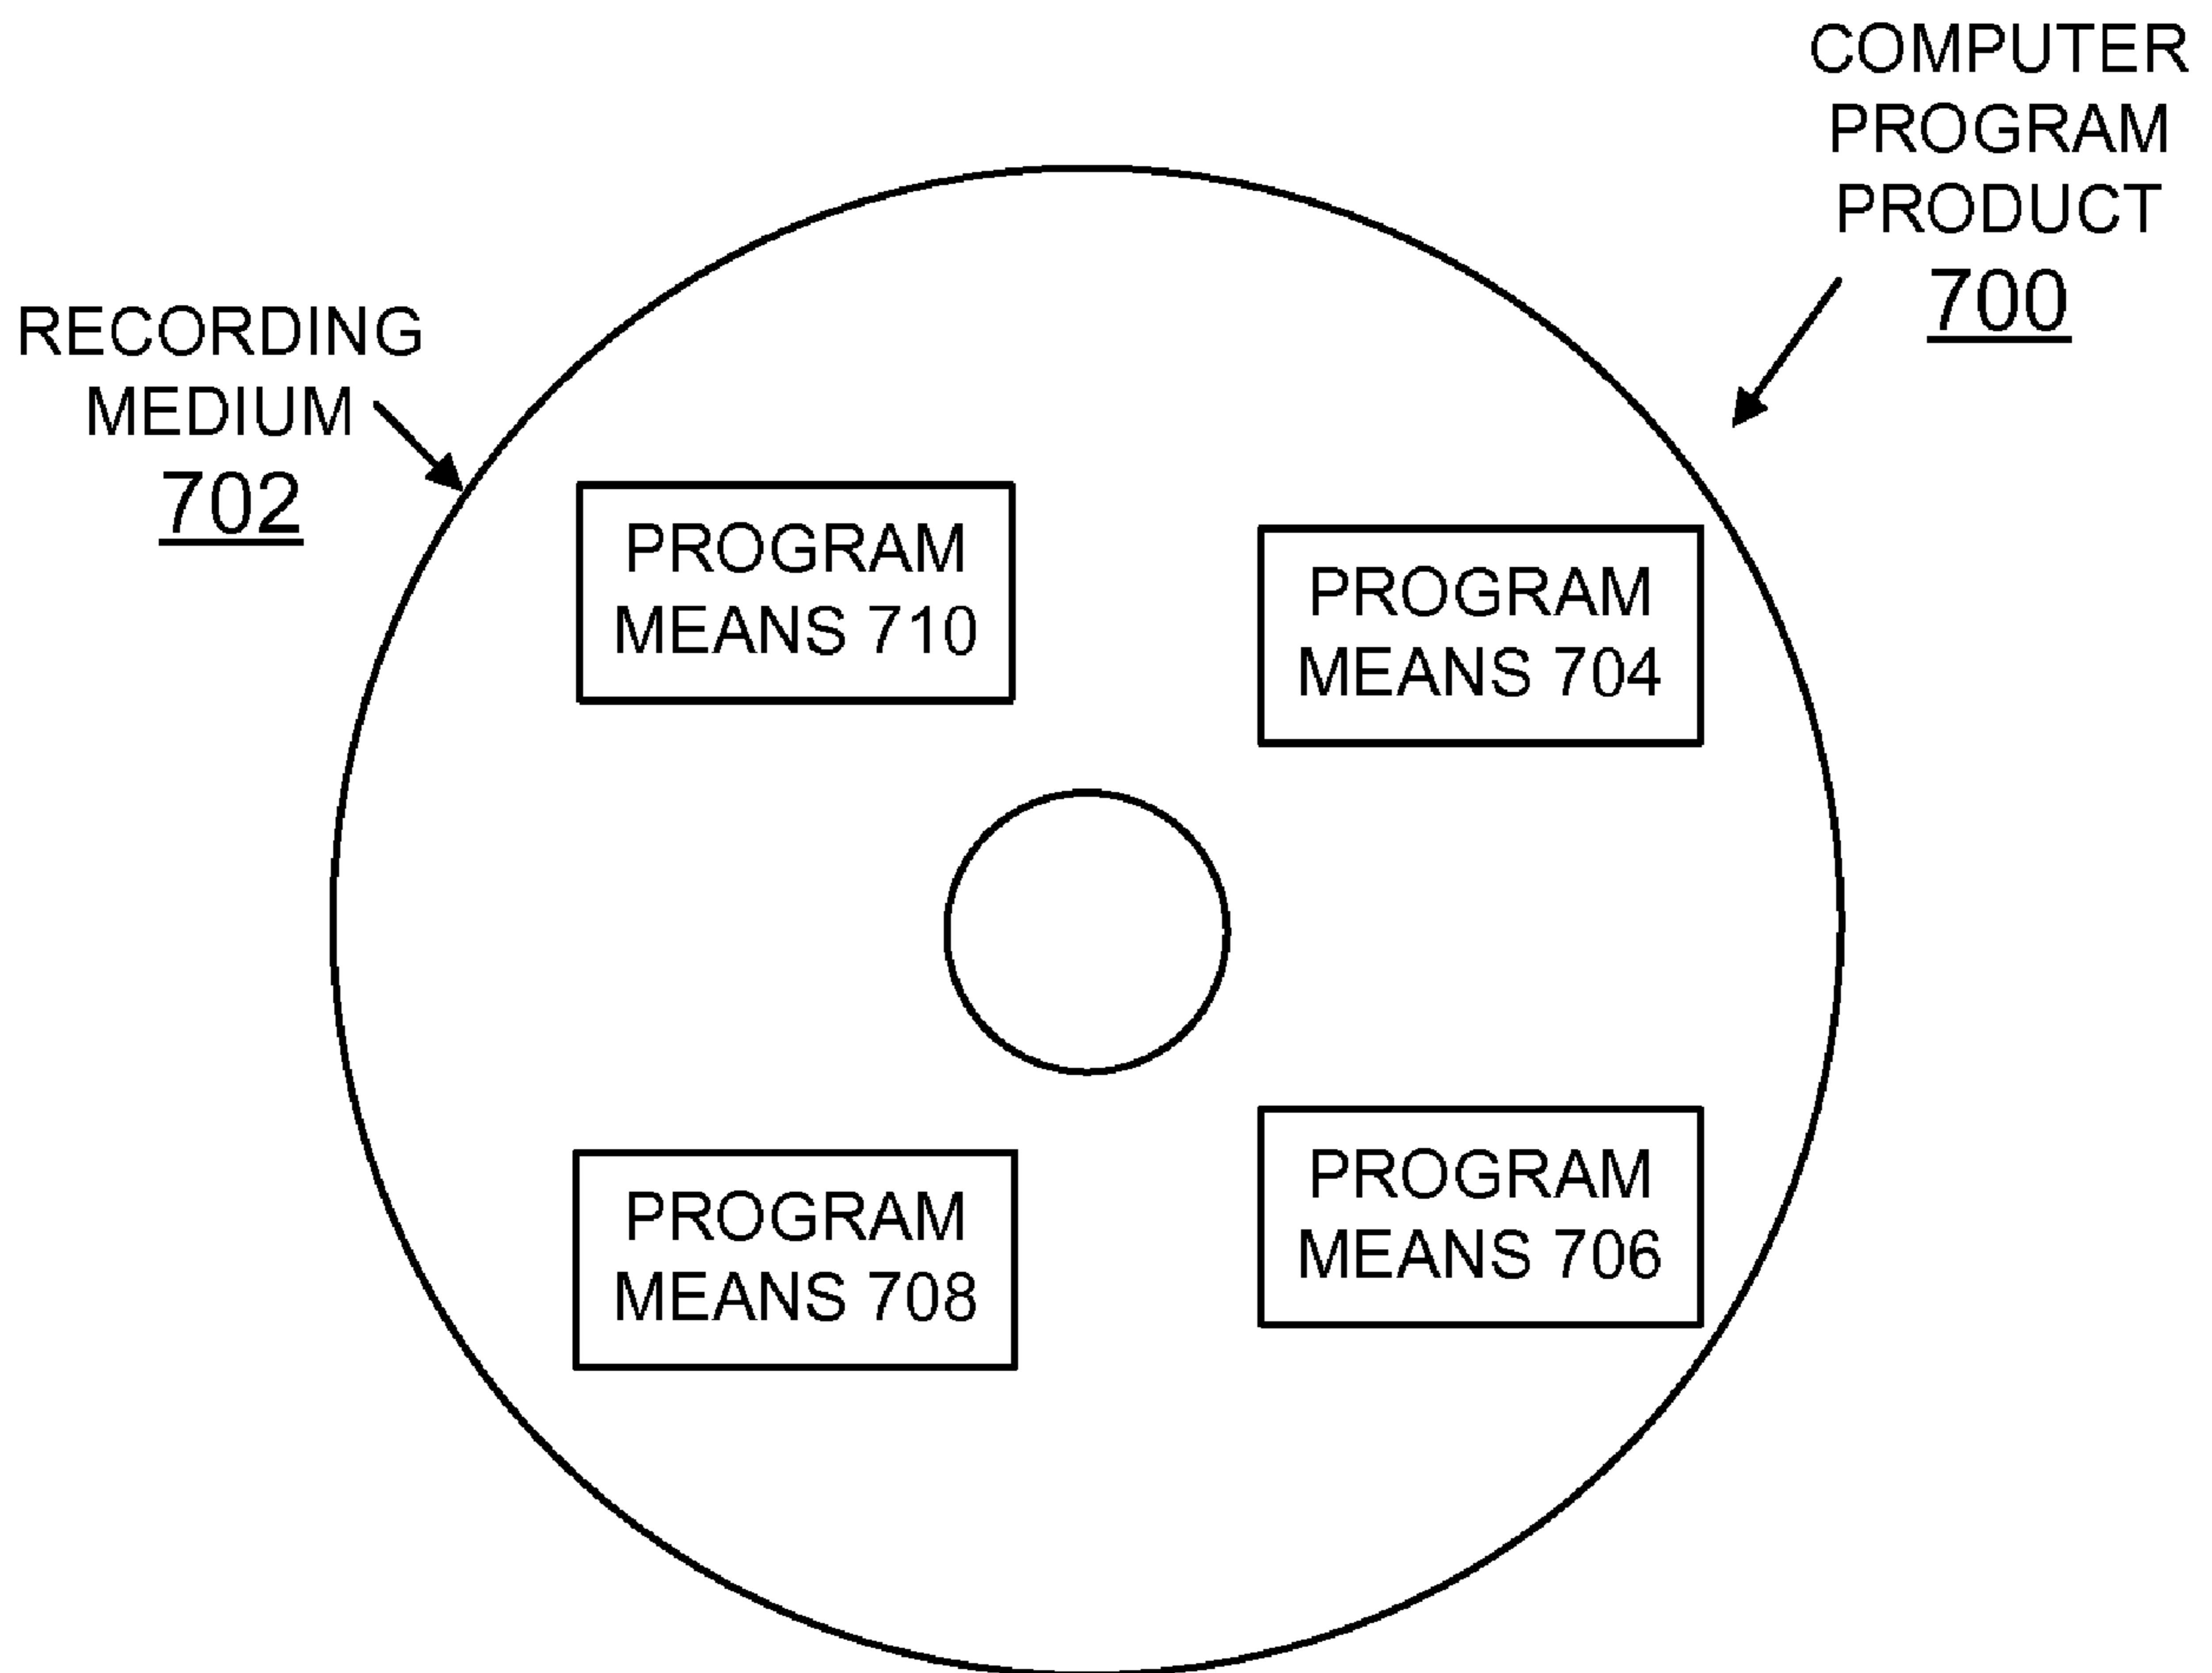 COMPUTER
PROGRAM
PRODUCT
700
RECORDING
MEDIUM
702
PROGRAM
MEANS 710
PROGRAM
MEANS 704
PROGRAM
MEANS 708
PROGRAM
MEANS 706